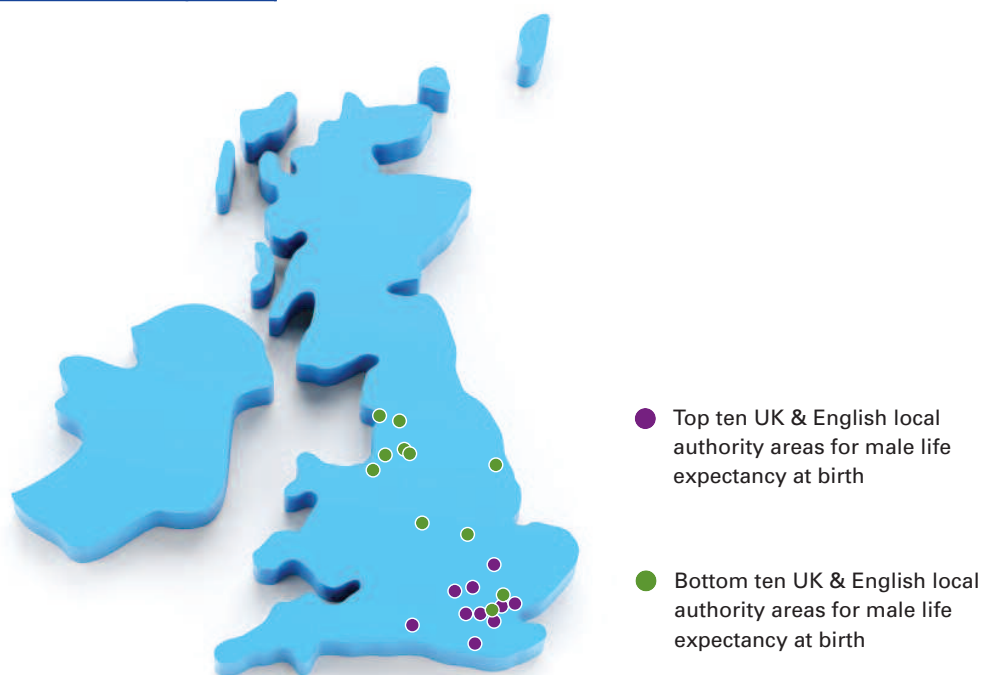 Top ten UK & English local
authority areas for male life
expectancy at birth
Bottom ten UK & English local
authority areas for male life
expectancy at birth